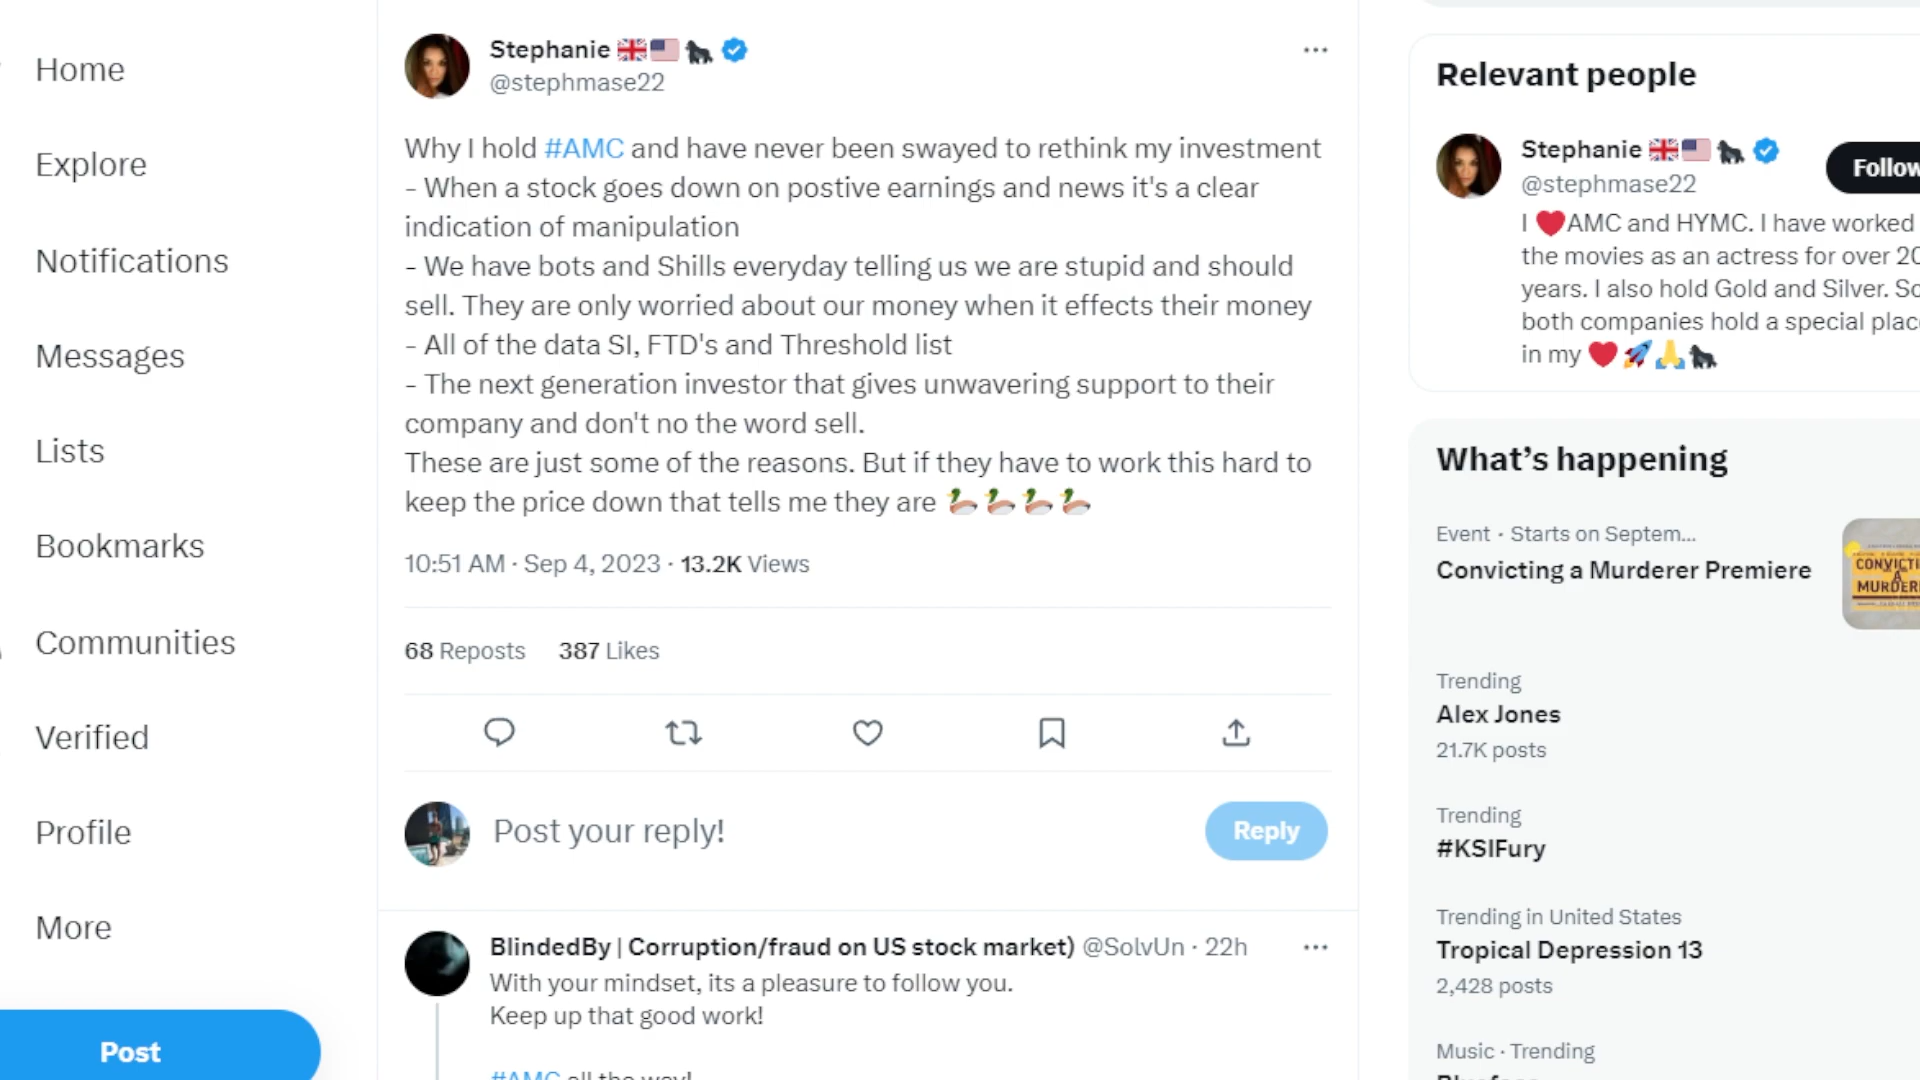 Home
Explore
Notifications
Messages
Lists
Bookmarks
Communities
Verified
Profile
More
Post
Stephanie 🇬🇧🇺🇸🦍
@stephmase22
Why I hold #AMC and have never been swayed to rethink my investment
- When a stock goes down on postive earnings and news it's a clear
indication of manipulation
- We have bots and Shills everyday telling us we are stupid and should
sell. They are only worried about our money when it effects their money
- All of the data SI, FTD's and Threshold list
- The next generation investor that gives unwavering support to their
company and don't no the word sell.
These are just some of the reasons. But if they have to work this hard to
keep the price down that tells me they are 🦆🦆🦆🦆
10:51 AM · Sep 4, 2023 · 13.2K Views
68 Reposts 387 Likes
Post your reply!
Reply
BlindedBy | Corruption/fraud on US stock market) @SolvUn · 22h
With your mindset, its a pleasure to follow you.
Keep up that good work!
#AMC all the way!
Relevant people
Stephanie 🇬🇧🇺🇸🦍
@stephmase22
Follow
I ❤️AMC and HYMC. I have worked
the movies as an actress for over 20
years. I also hold Gold and Silver. So
both companies hold a special place
in my ❤️🚀🙏🦍
What's happening
Event · Starts on Septem...
Convicting a Murderer Premiere
CONVICTI
A
MURDER
Trending
Alex Jones
21.7K posts
Trending
#KSIFury
Trending in United States
Tropical Depression 13
2,428 posts
Music · Trending